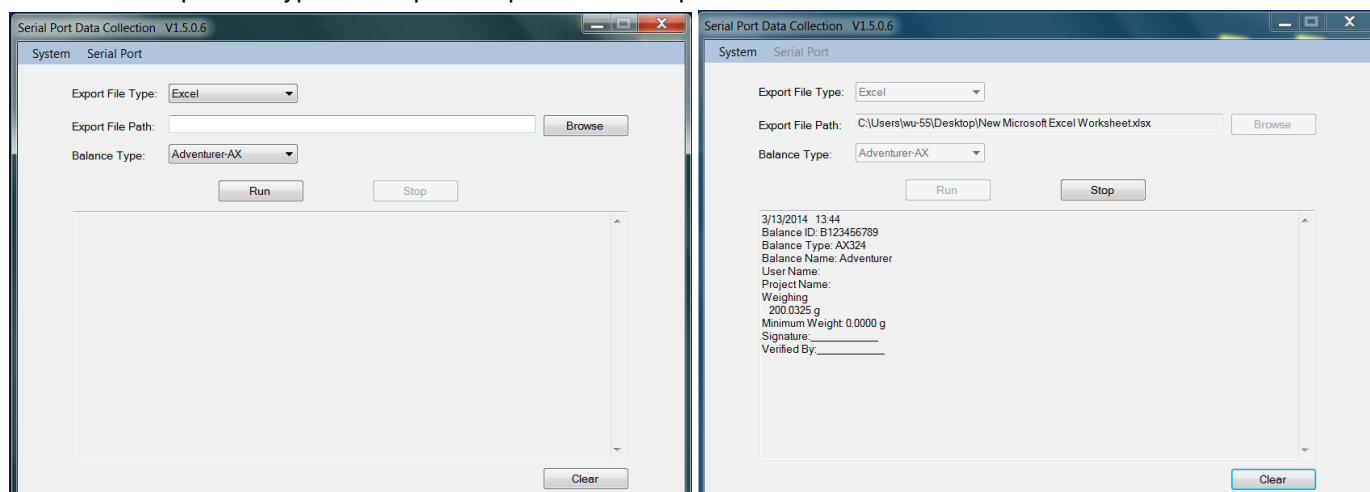 Serial Port Data Collection V1.5.0.6
System Serial Port
Export File Type: Excel
Export File Path: Browse
Balance Type: Adventurer-AX
Run Stop
Clear
Serial Port Data Collection V1.5.0.6
System Serial Port
Export File Type: Excel
Export File Path: C:\Users\wu-55\Desktop\New Microsoft Excel Worksheet.xlsx Browse
Balance Type: Adventurer-AX
Run Stop
3/13/2014 13:44
Balance ID: B123456789
Balance Type: AX324
Balance Name: Adventurer
User Name:
Project Name:
Weighing
200.0325 g
Minimum Weight: 0.0000 g
Signature:___________
Verified By:___________
Clear